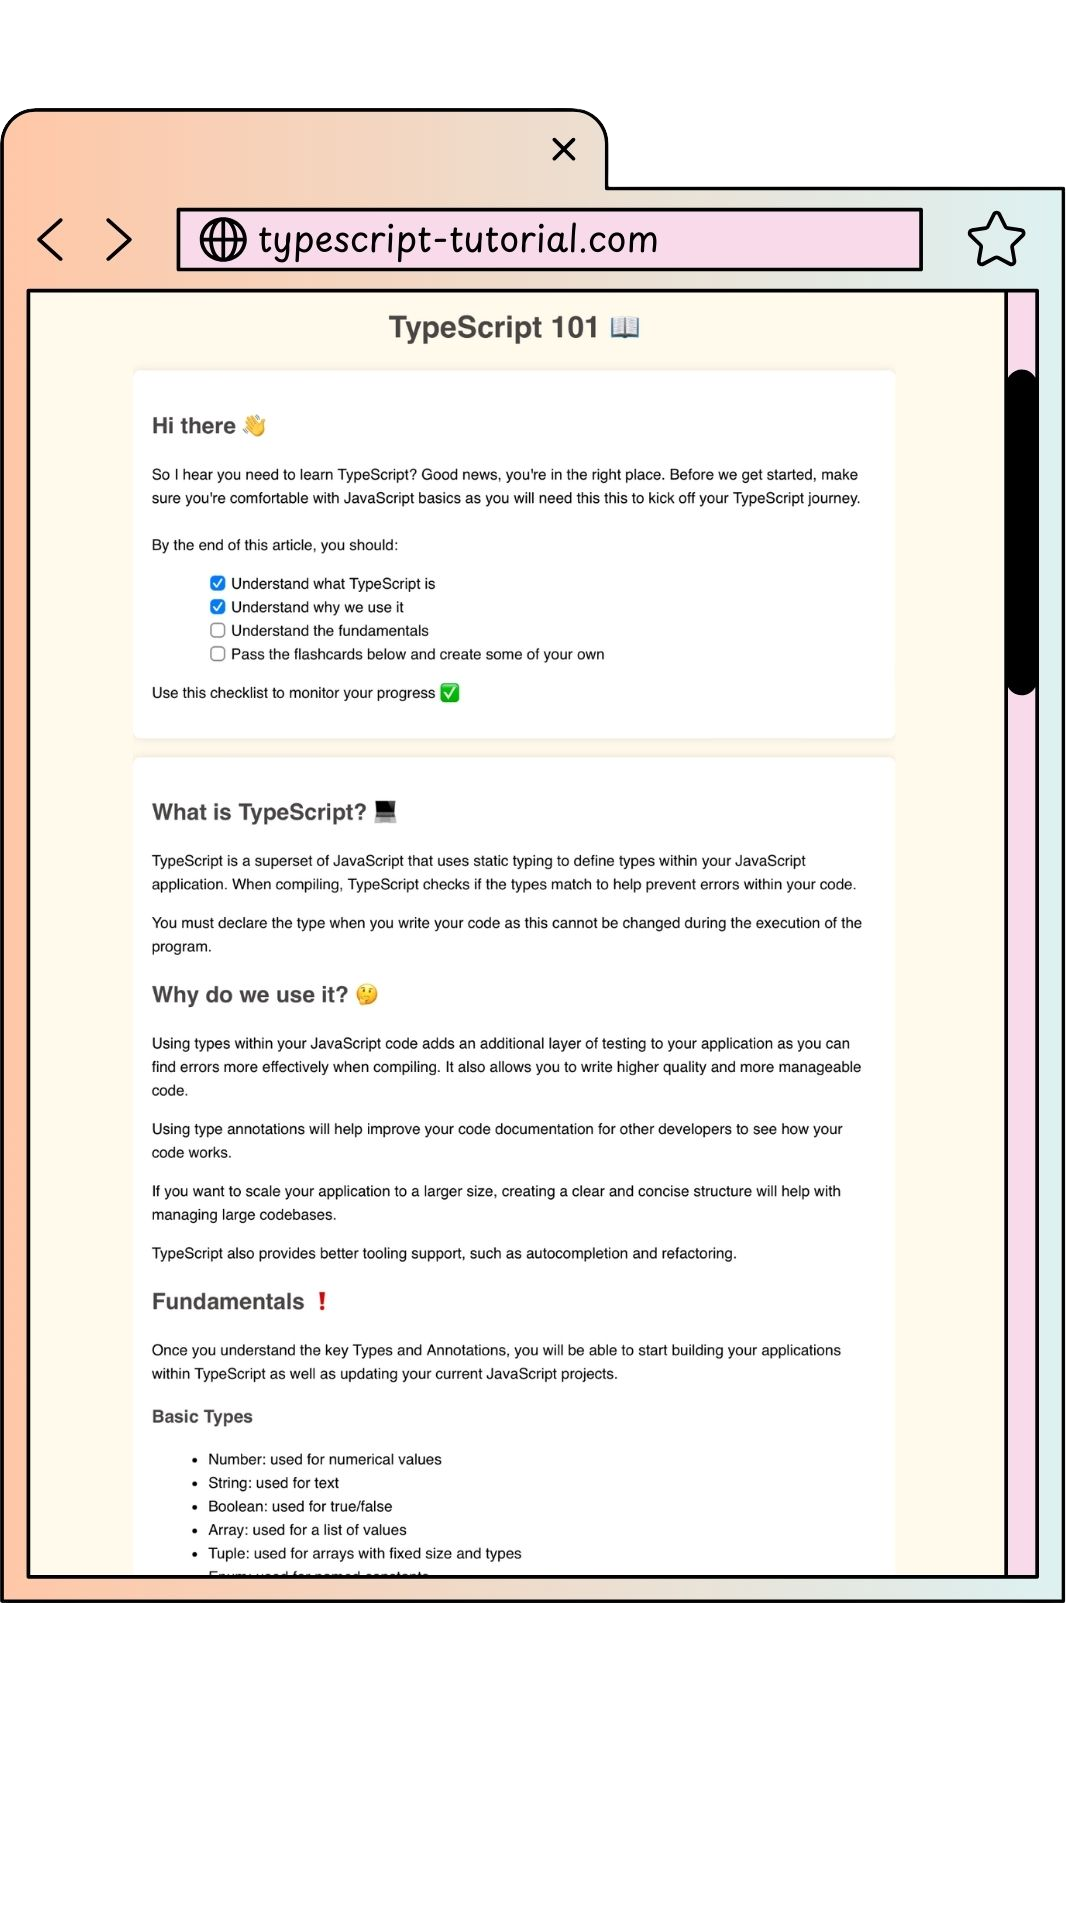 typescript-tutorial.com
TypeScript 101 📖
Hi there 👋
So I hear you need to learn TypeScript? Good news, you're in the right place. Before we get started, make
sure you're comfortable with JavaScript basics as you will need this this to kick off your TypeScript journey.
By the end of this article, you should:
Understand what TypeScript is
Understand why we use it
Understand the fundamentals
Pass the flashcards below and create some of your own
Use this checklist to monitor your progress ✅
What is TypeScript? 💻
TypeScript is a superset of JavaScript that uses static typing to define types within your JavaScript
application. When compiling, TypeScript checks if the types match to help prevent errors within your code.
You must declare the type when you write your code as this cannot be changed during the execution of the
program.
Why do we use it? 🤔
Using types within your JavaScript code adds an additional layer of testing to your application as you can
find errors more effectively when compiling. It also allows you to write higher quality and more manageable
code.
Using type annotations will help improve your code documentation for other developers to see how your
code works.
If you want to scale your application to a larger size, creating a clear and concise structure will help with
managing large codebases.
TypeScript also provides better tooling support, such as autocompletion and refactoring.
Fundamentals ❗
Once you understand the key Types and Annotations, you will be able to start building your applications
within TypeScript as well as updating your current JavaScript projects.
Basic Types
• Number: used for numerical values
• String: used for text
• Boolean: used for true/false
• Array: used for a list of values
• Tuple: used for arrays with fixed size and types
Enum: used for named constants